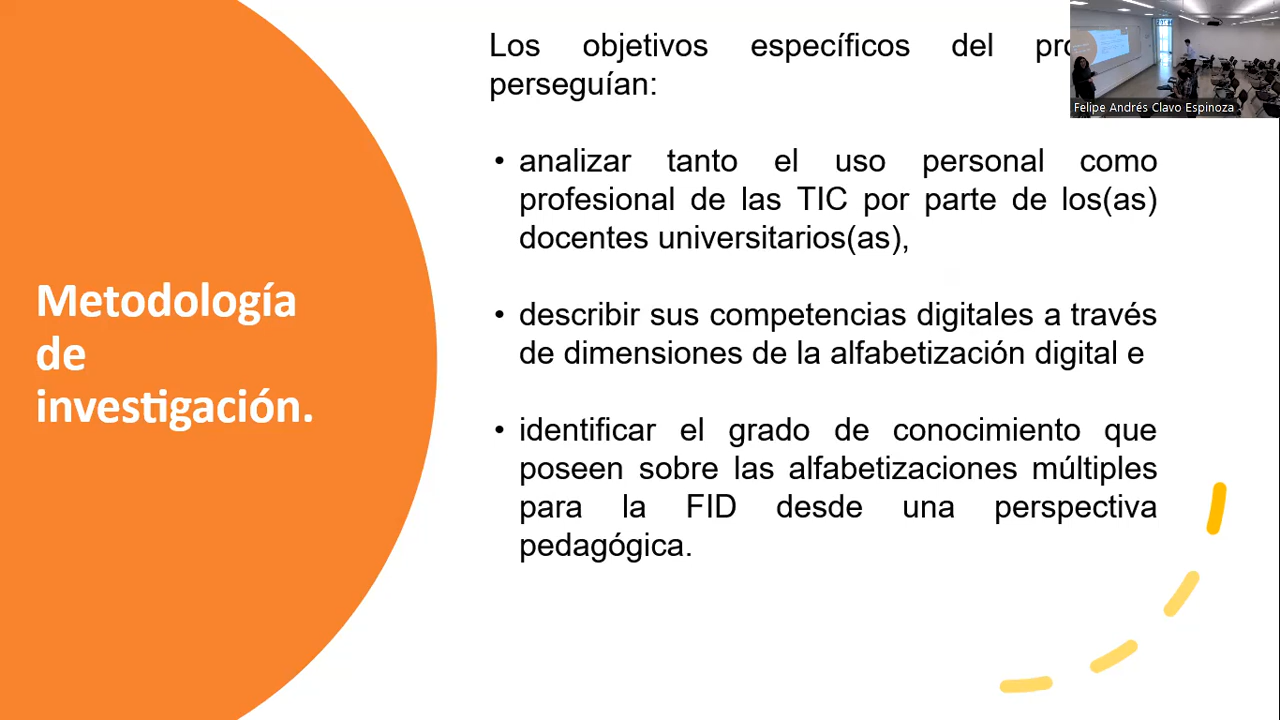 Los objetivos específicos del
perseguían:
• analizar tanto el uso personal como
profesional de las TIC por parte de los(as)
docentes universitarios(as),
• describir sus competencias digitales a través
de dimensiones de la alfabetización digital e
• identificar el grado de conocimiento que
poseen sobre las alfabetizaciones múltiples
para la FID desde una perspectiva
pedagógica.
Metodología
de
investigación.
Felipe Andrés Clavo Espinoza